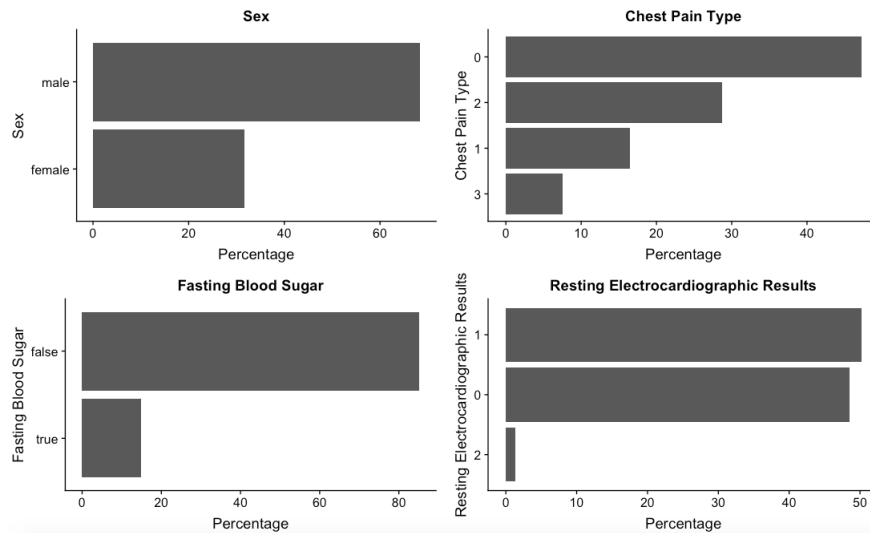 Sex
Sex
male
female
0 20 40 60
Percentage
Chest Pain Type
Chest Pain Type
0
2
1
3
0 10 20 30 40
Percentage
Fasting Blood Sugar
Fasting Blood Sugar
false
true
0 20 40 60 80
Percentage
Resting Electrocardiographic Results
Resting Electrocardiographic Results
1
0
2
0 10 20 30 40 50
Percentage